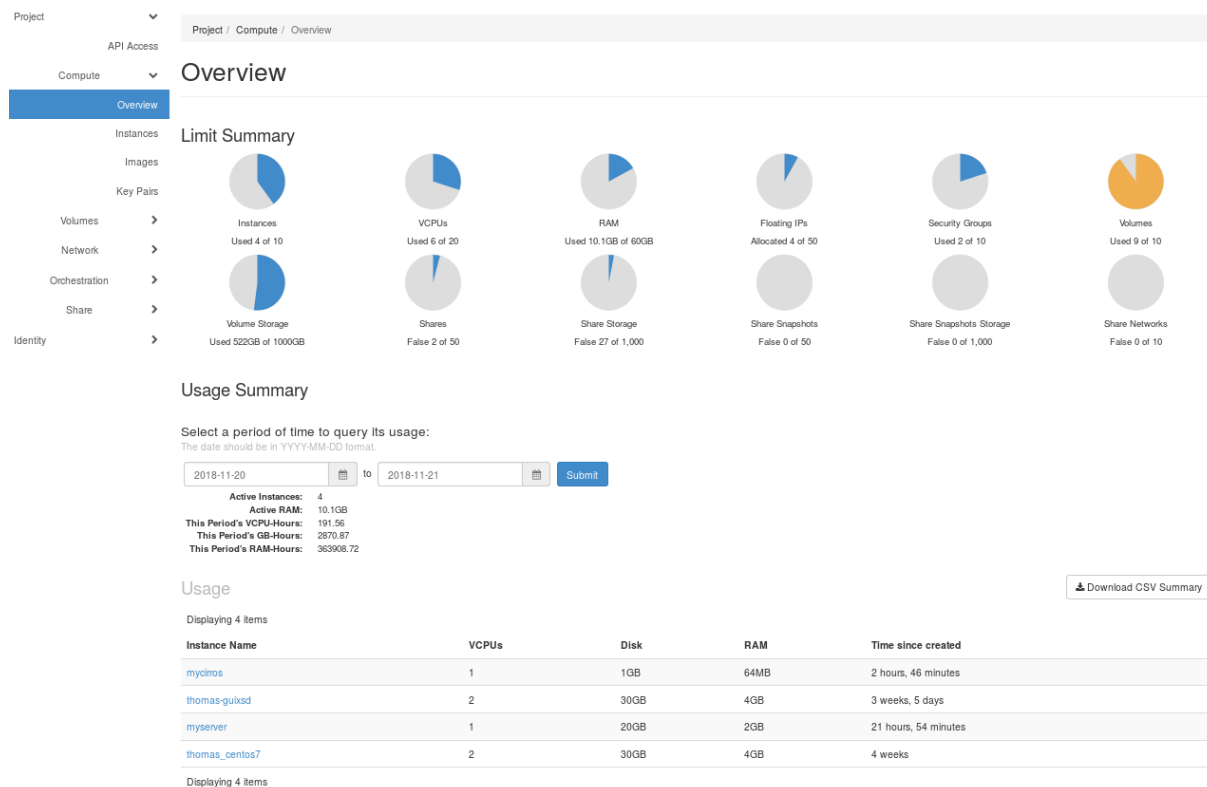 Project
API Access
Compute
Overview
Instances
Images
Key Pairs
Volumes
Network
Orchestration
Share
Identity
Project / Compute / Overview
Overview
Limit Summary
Instances VCPUs RAM Floating IPs Security Groups Volumes
Used 4 of 10 Used 6 of 20 Used 10.1GB of 60GB Allocated 4 of 50 Used 2 of 10 Used 9 of 10
Volume Storage Shares Share Storage Share Snapshots Share Snapshots Storage Share Networks
Used 522GB of 1000GB False 2 of 50 False 27 of 1,000 False 0 of 50 False 0 of 1,000 False 0 of 10
Usage Summary
Select a period of time to query its usage:
The date should be in YYYY-MM-DD format.
2018-11-20 to 2018-11-21 Submit
Active Instances: 4
Active RAM: 10.1GB
This Period's VCPU-Hours: 191.56
This Period's GB-Hours: 2870.87
This Period's RAM-Hours: 363908.72
Usage Download CSV Summary
Displaying 4 items
Instance Name VCPUs Disk RAM Time since created
mycirros 1 1GB 64MB 2 hours, 46 minutes
thomas-guixsd 2 30GB 4GB 3 weeks, 5 days
myserver 1 20GB 2GB 21 hours, 54 minutes
thomas_centos7 2 30GB 4GB 4 weeks
Displaying 4 items